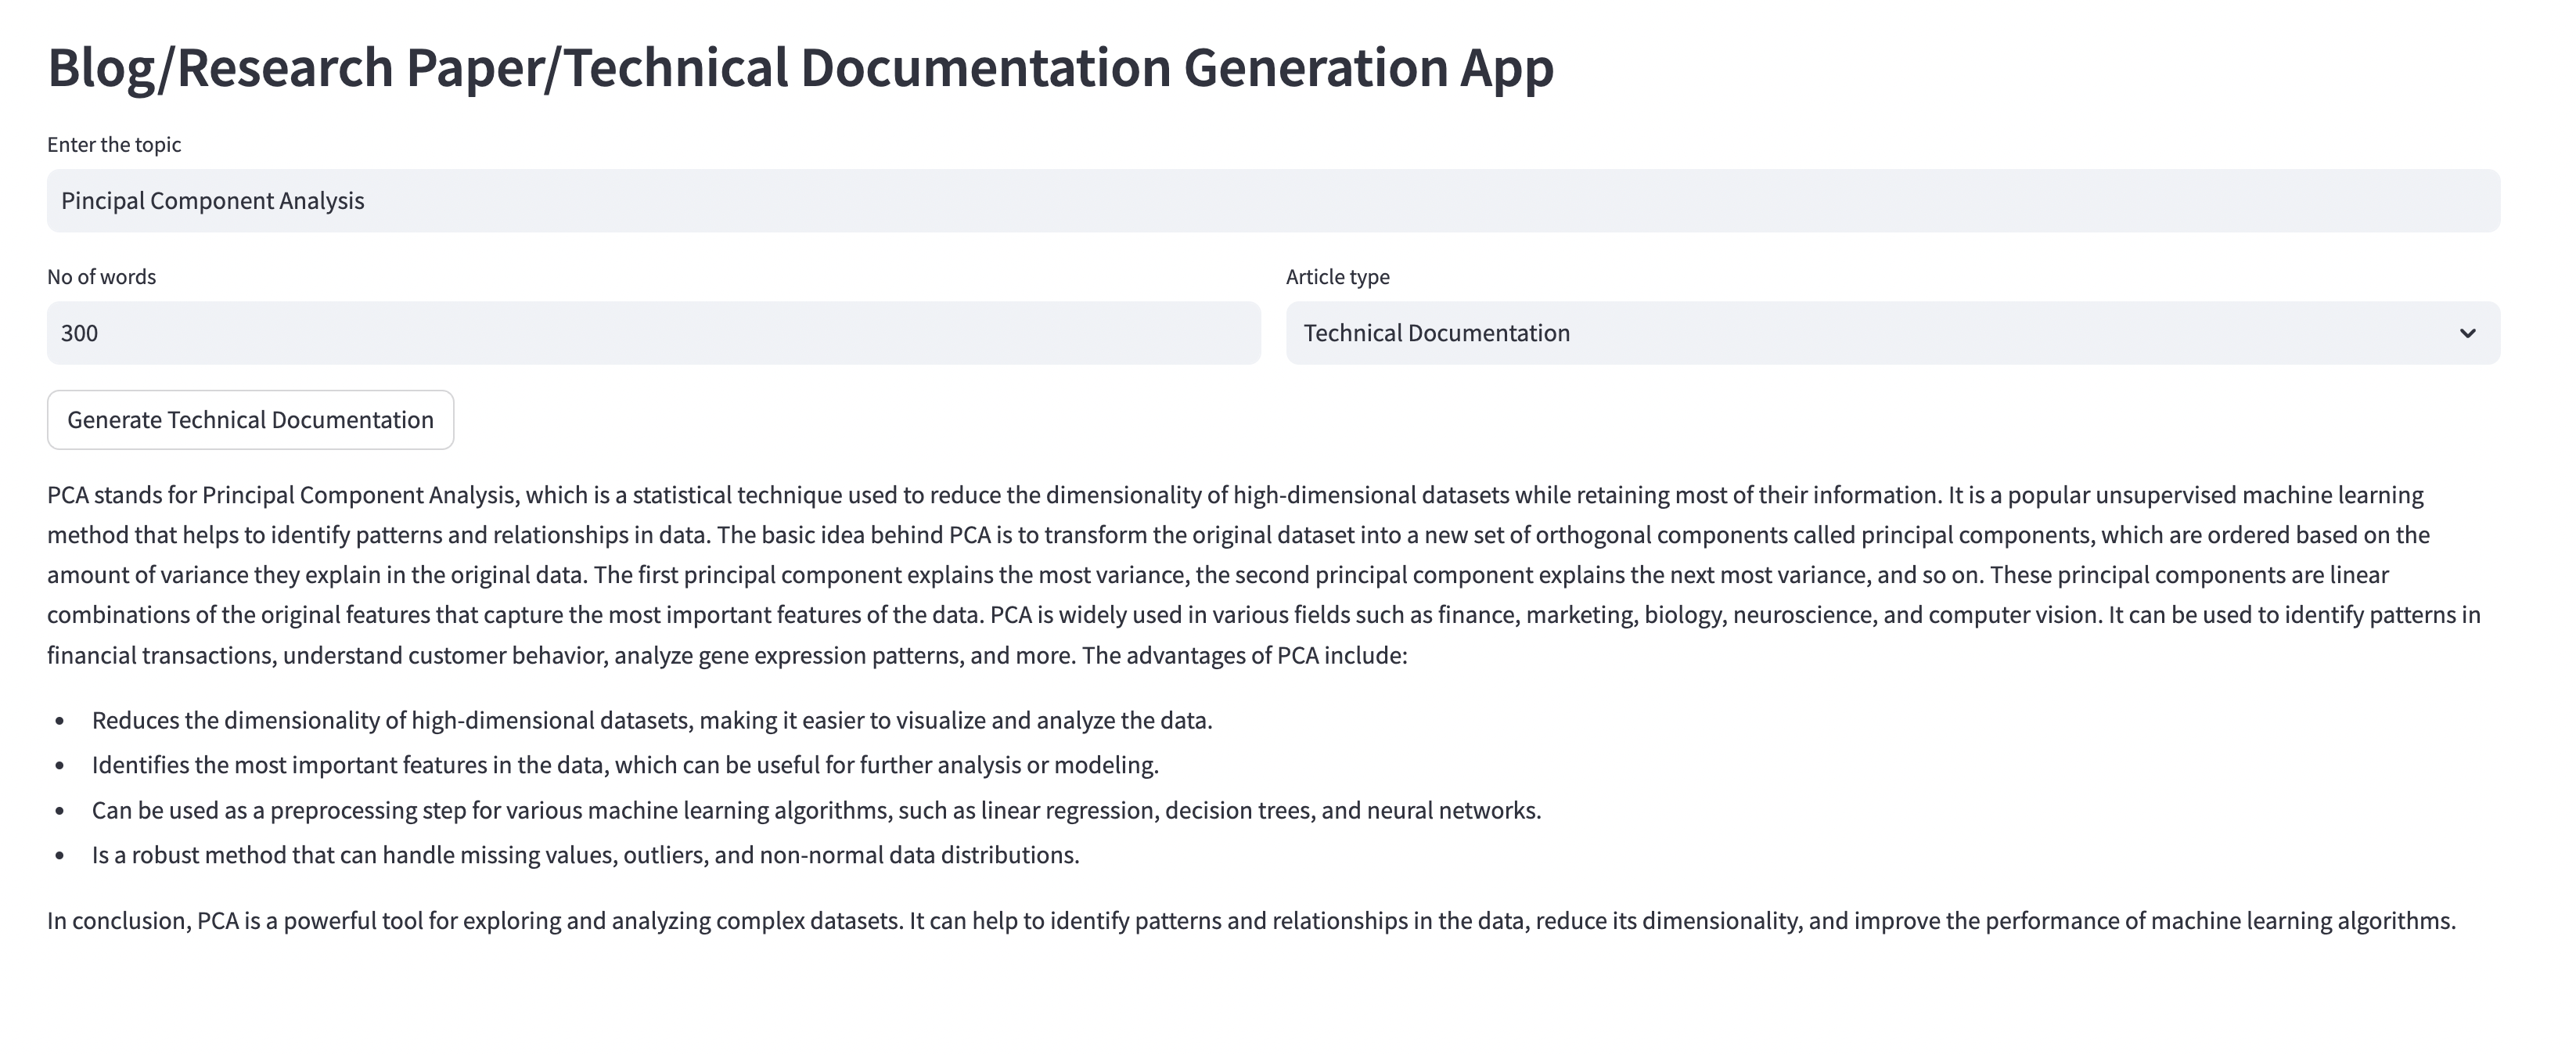 Blog/Research Paper/Technical Documentation Generation App
Enter the topic
Pincipal Component Analysis
No of words
Article type
300
Technical Documentation
Generate Technical Documentation
PCA stands for Principal Component Analysis, which is a statistical technique used to reduce the dimensionality of high-dimensional datasets while retaining most of their information. It is a popular unsupervised machine learning
method that helps to identify patterns and relationships in data. The basic idea behind PCA is to transform the original dataset into a new set of orthogonal components called principal components, which are ordered based on the
amount of variance they explain in the original data. The first principal component explains the most variance, the second principal component explains the next most variance, and so on. These principal components are linear
combinations of the original features that capture the most important features of the data. PCA is widely used in various fields such as finance, marketing, biology, neuroscience, and computer vision. It can be used to identify patterns in
financial transactions, understand customer behavior, analyze gene expression patterns, and more. The advantages of PCA include:
• Reduces the dimensionality of high-dimensional datasets, making it easier to visualize and analyze the data.
• Identifies the most important features in the data, which can be useful for further analysis or modeling.
• Can be used as a preprocessing step for various machine learning algorithms, such as linear regression, decision trees, and neural networks.
• Is a robust method that can handle missing values, outliers, and non-normal data distributions.
In conclusion, PCA is a powerful tool for exploring and analyzing complex datasets. It can help to identify patterns and relationships in the data, reduce its dimensionality, and improve the performance of machine learning algorithms.